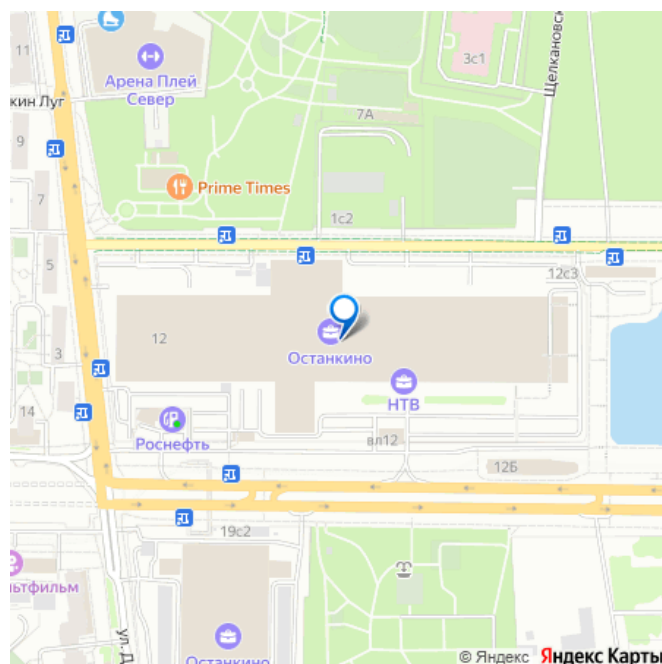 11
Арена Плей
Север
3с1
Щелкановск
кин Луг
7А
9
Prime Times
7
1с2
5
12с3
12
Останкино
3
НТВ
14
Роснефть
вл12
12Б
19с2
льтфильм
ул. Д
Останкино
© Яндекс Яндекс Карты